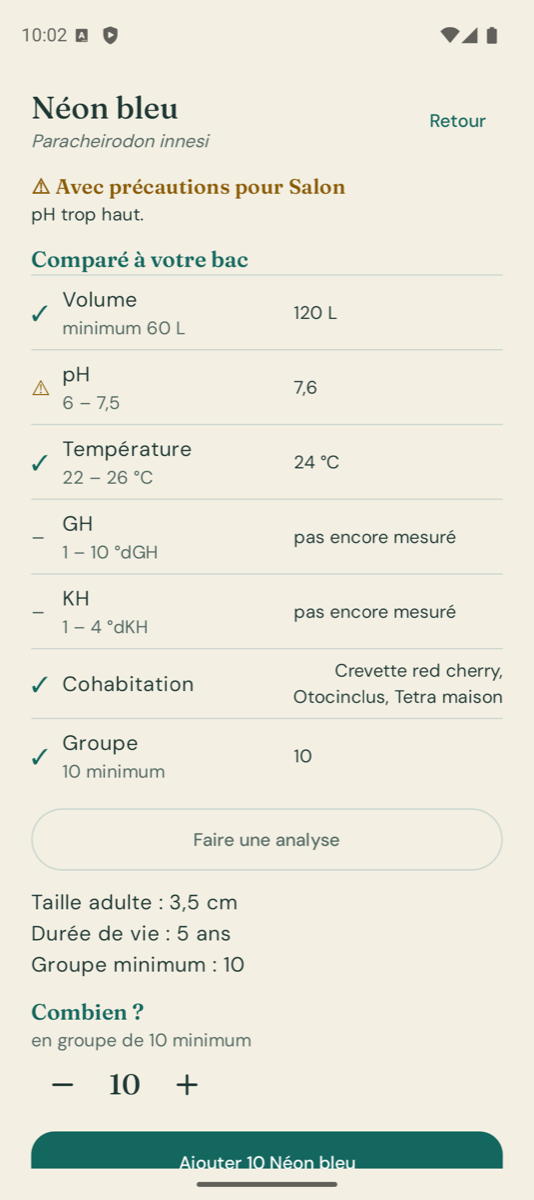 10:02
Néon bleu
Paracheirodon innesi
Retour
⚠ Avec précautions pour Salon
pH trop haut.
Comparé à votre bac
✓ Volume
minimum 60 L
120 L
⚠ pH
6 – 7,5
7,6
✓ Température
22 – 26 °C
24 °C
– GH
1 – 10 °dGH
pas encore mesuré
– KH
1 – 4 °dKH
pas encore mesuré
✓ Cohabitation
Crevette red cherry,
Otocinclus, Tetra maison
✓ Groupe
10 minimum
10
Faire une analyse
Taille adulte : 3,5 cm
Durée de vie : 5 ans
Groupe minimum : 10
Combien ?
en groupe de 10 minimum
− 10 +
Ajouter 10 Néon bleu